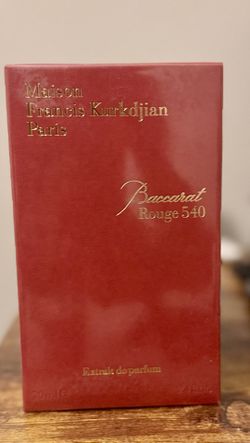 Maison
Francis Kurkdjian
Paris
Baccarat
Rouge 540
Extrait de parfum